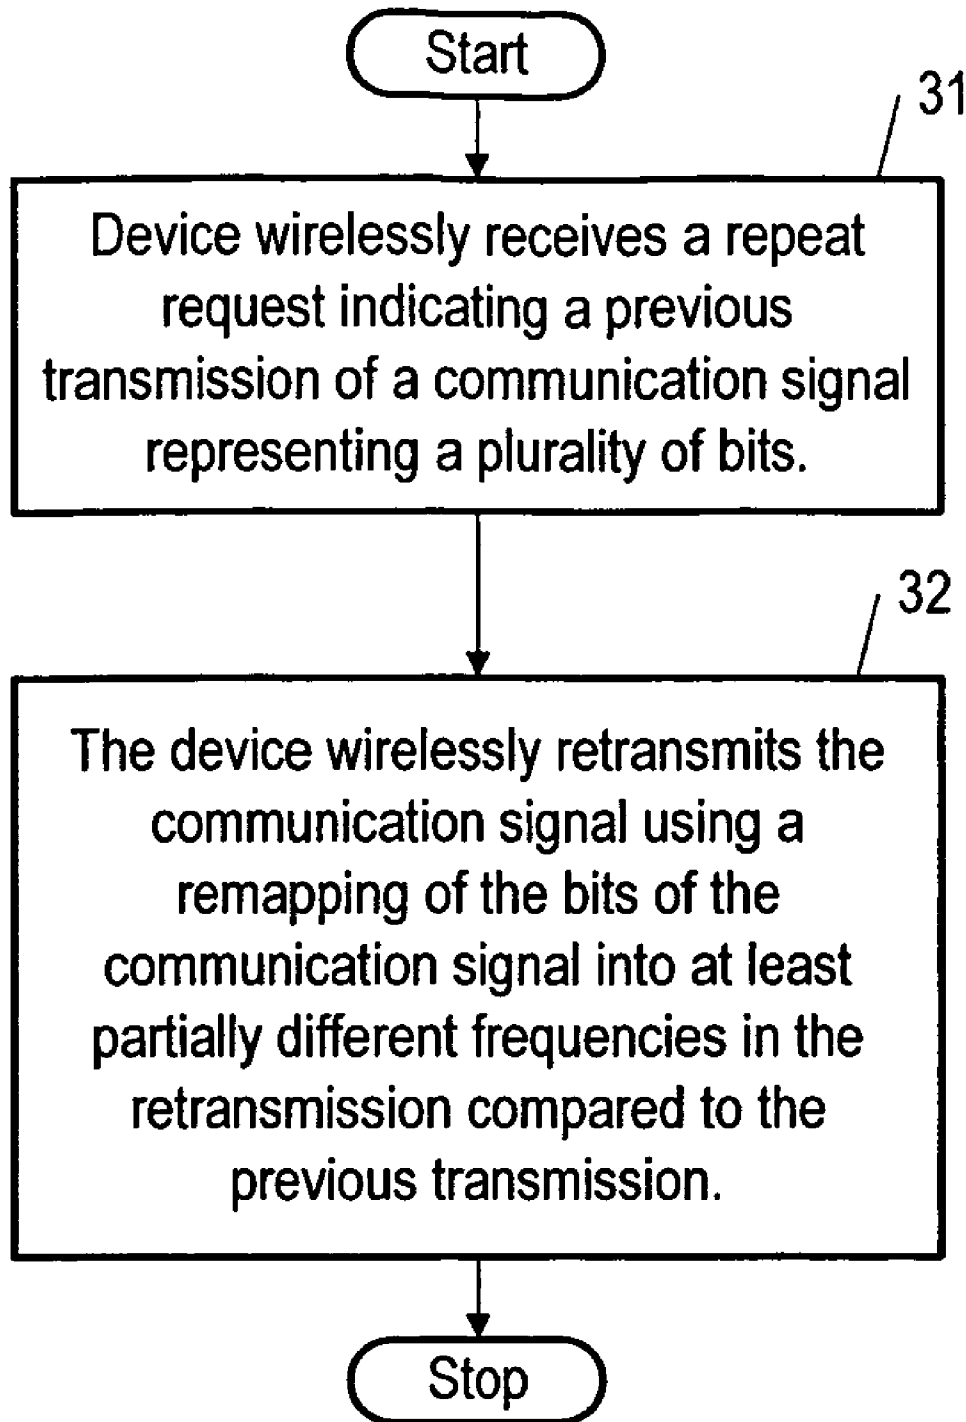 Start
31
Device wirelessly receives a repeat
request indicating a previous
transmission of a communication signal
representing a plurality of bits.
32
The device wirelessly retransmits the
communication signal using a
remapping of the bits of the
communication signal into at least
partially different frequencies in the
retransmission compared to the
previous transmission.
Stop